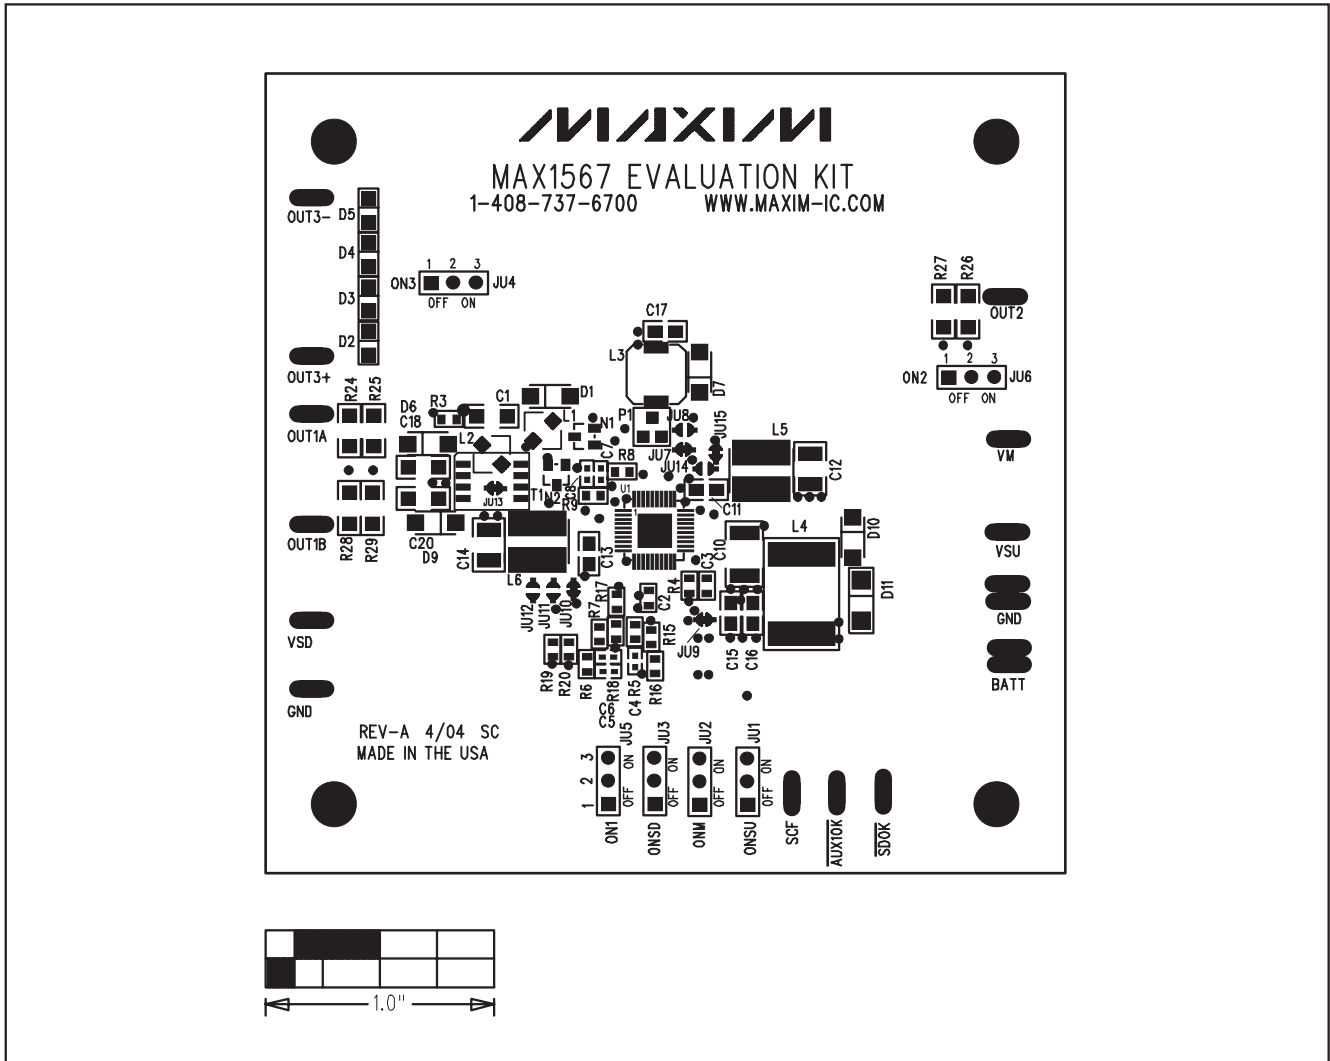 MAXIM
MAX1567 EVALUATION KIT
1-408-737-6700 WWW.MAXIM-IC.COM
OUT3-
D5
D4
D3
D2
OUT3+
1 2 3
ON3 JU4
OFF ON
R27 R26
OUT2
1 2 3
ON2 JU6
OFF ON
C17
L3
D7
R24 R25
OUT1A
D6
C18
R3
C1
D1
L1
L2
N1
P1
JU8
JU15
JU7
JU14
L5
C12
VM
C7
C8
R8
R9
U1
1
T1
N2
JU13
C11
OUT1B
R28 R29
C20
D9
C14
L6
C13
C10
L4
D10
D11
VSU
GND
BATT
C3
R4
C2
R17
R7
JU12
JU11
JU10
R15
JU9
C15
C16
VSD
GND
R19
R20
R6
R18
R5
C4
R16
C6
C5
REV-A 4/04 SC
MADE IN THE USA
JU5
JU3
JU2
JU1
1 2 3
OFF ON
OFF ON
OFF ON
OFF ON
ON1
ONSD
ONM
ONSU
SCF
AUX1OK
SDOK
1.0"